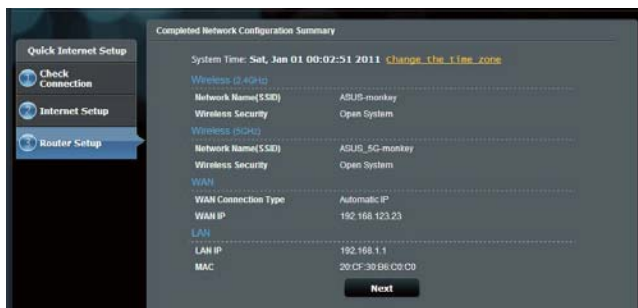 Completed Network Configuration Summary
Quick Internet Setup
1 Check Connection
2 Internet Setup
3 Router Setup
System Time: Sat, Jan 01 00:02:51 2011 Change the time zone
Wireless (2.4GHz)
Network Name(SSID) ASUS-monkey
Wireless Security Open System
Wireless (5GHz)
Network Name(SSID) ASUS_5G-monkey
Wireless Security Open System
WAN
WAN Connection Type Automatic IP
WAN IP 192.168.123.23
LAN
LAN IP 192.168.1.1
MAC 20:CF:30:B6:C0:C0
Next